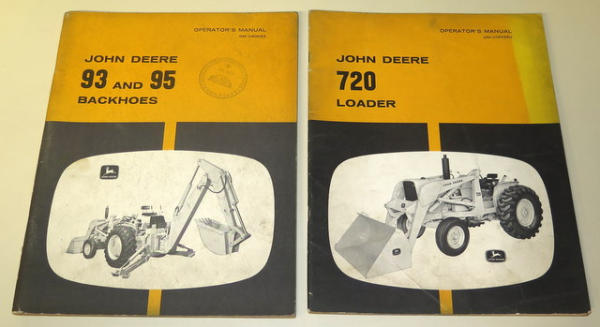 OPERATOR'S MANUAL
JOHN DEERE
93 AND 95
BACKHOES
OPERATOR'S MANUAL
JOHN DEERE
720
LOADER